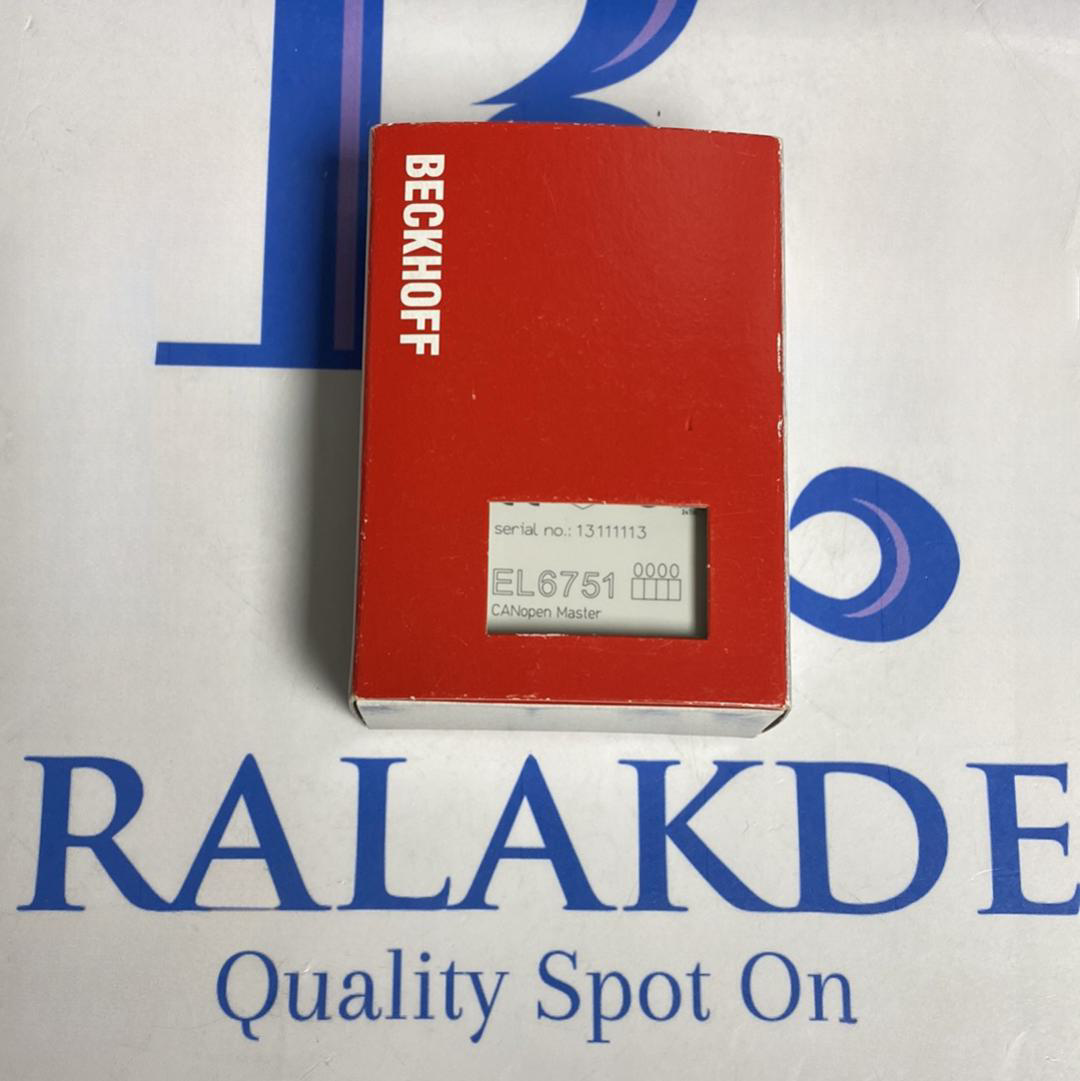 BECKHOFF
serial no.: 13111113
EL6751 0000
CANopen Master
RALAKDE
Quality Spot On